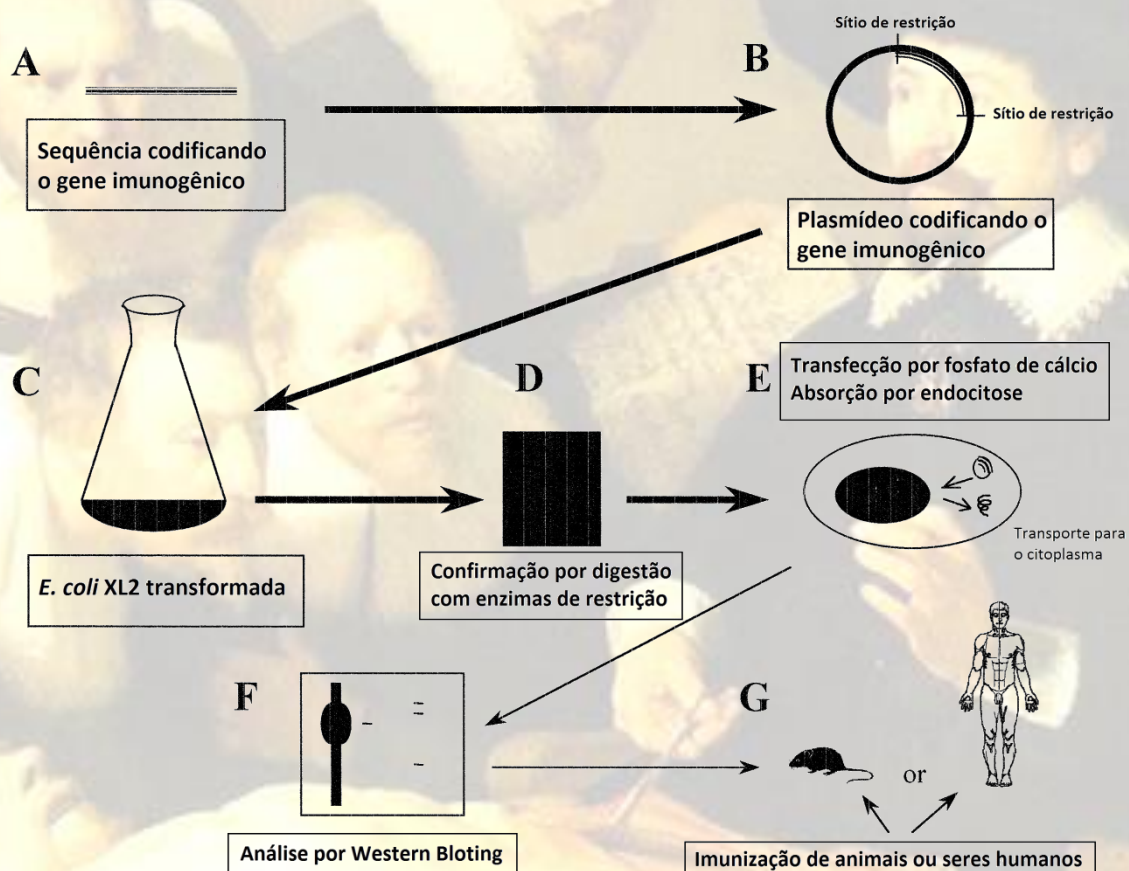 A
Sequência codificando
o gene imunogênico
B
Sítio de restrição
Sítio de restrição
Plasmídeo codificando o
gene imunogênico
C
E. coli XL2 transformada
D
Confirmação por digestão
com enzimas de restrição
E
Transfecção por fosfato de cálcio
Absorção por endocitose
Transporte para
o citoplasma
F
Análise por Western Bloting
G
or
Imunização de animais ou seres humanos